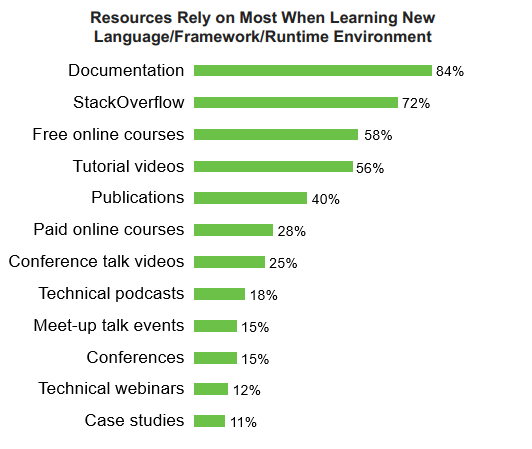 Resources Rely on Most When Learning New
Language/Framework/Runtime Environment
Documentation 84%
StackOverflow 72%
Free online courses 58%
Tutorial videos 56%
Publications 40%
Paid online courses 28%
Conference talk videos 25%
Technical podcasts 18%
Meet-up talk events 15%
Conferences 15%
Technical webinars 12%
Case studies 11%